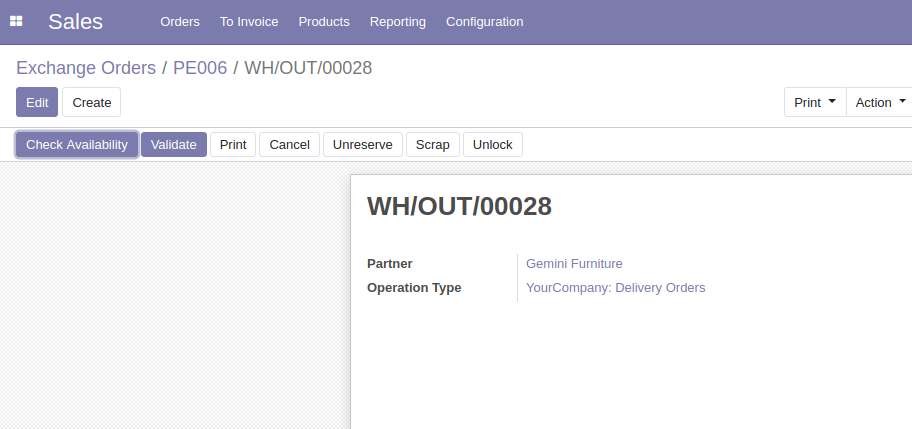 Sales Orders To Invoice Products Reporting Configuration
Exchange Orders / PE006 / WH/OUT/00028
Edit Create Print Action
Check Availability Validate Print Cancel Unreserve Scrap Unlock
WH/OUT/00028
Partner Gemini Furniture
Operation Type YourCompany: Delivery Orders